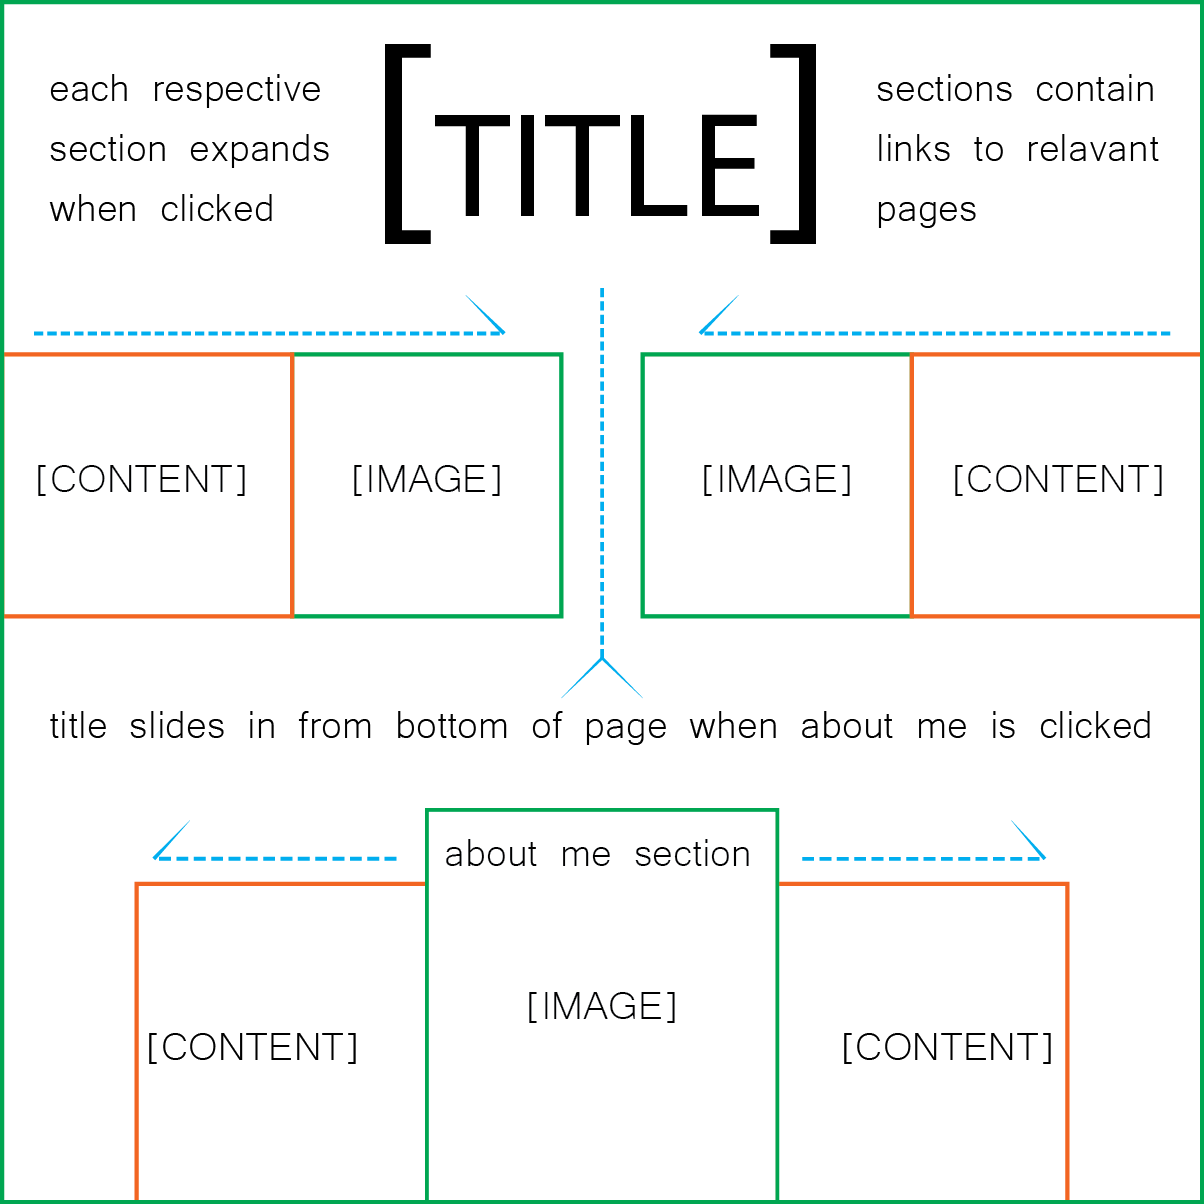 each respective
section expands
when clicked
[TITLE]
sections contain
links to relavant
pages
[CONTENT]
[IMAGE]
[IMAGE]
[CONTENT]
title slides in from bottom of page when about me is clicked
about me section
[IMAGE]
[CONTENT]
[CONTENT]